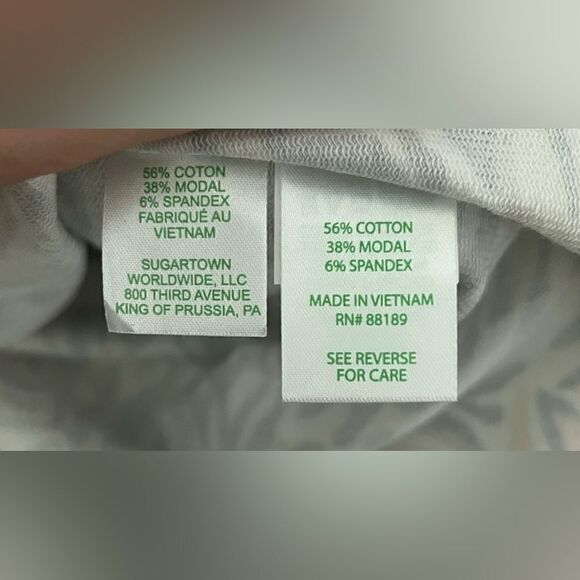 56% COTON
38% MODAL
6% SPANDEX
FABRIQUÉ AU
VIETNAM
SUGARTOWN
WORLDWIDE, LLC
800 THIRD AVENUE
KING OF PRUSSIA, PA
56% COTTON
38% MODAL
6% SPANDEX
MADE IN VIETNAM
RN# 88189
SEE REVERSE
FOR CARE